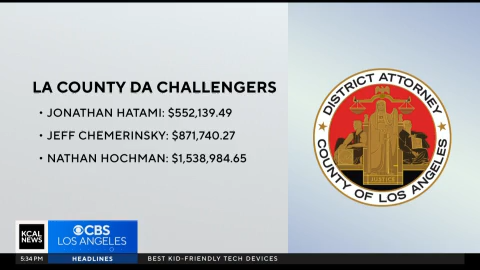 LA COUNTY DA CHALLENGERS
• JONATHAN HATAMI: $552,139.49
• JEFF CHEMERINSKY: $871,740.27
• NATHAN HOCHMAN: $1,538,984.65
DISTRICT ATTORNEY
JUSTICE
COUNTY OF LOS ANGELES
KCAL
NEWS
CBS
LOS ANGELES
5:34 PM
HEADLINES
BEST KID-FRIENDLY TECH DEVICES